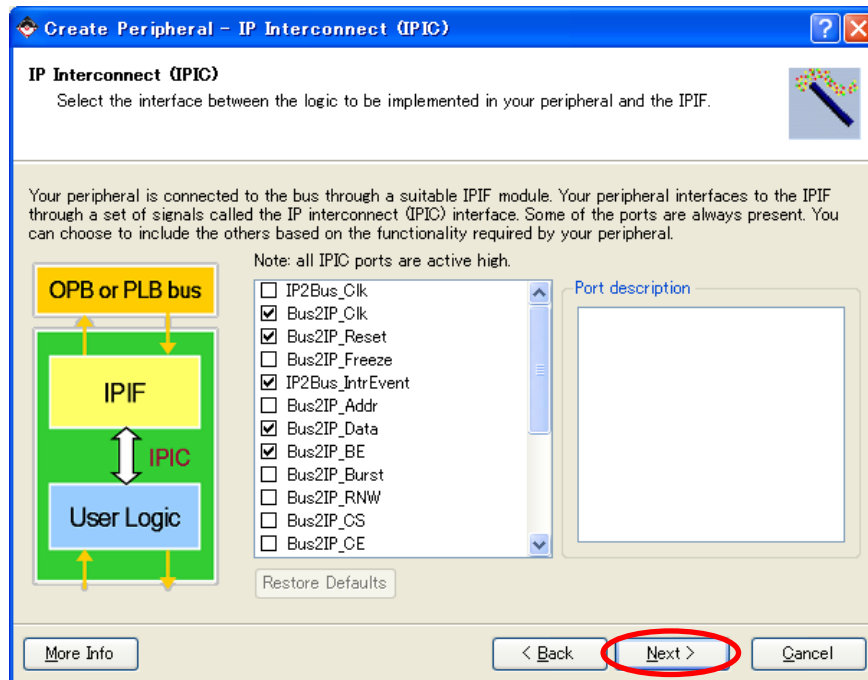 Create Peripheral - IP Interconnect (IPIC)
IP Interconnect (IPIC)
Select the interface between the logic to be implemented in your peripheral and the IPIF.
Your peripheral is connected to the bus through a suitable IPIF module. Your peripheral interfaces to the IPIF
through a set of signals called the IP interconnect (IPIC) interface. Some of the ports are always present. You
can choose to include the others based on the functionality required by your peripheral.
Note: all IPIC ports are active high.
OPB or PLB bus
IPIF
IPIC
User Logic
IP2Bus_Clk
Bus2IP_Clk
Bus2IP_Reset
Bus2IP_Freeze
IP2Bus_IntrEvent
Bus2IP_Addr
Bus2IP_Data
Bus2IP_BE
Bus2IP_Burst
Bus2IP_RNW
Bus2IP_CS
Bus2IP_CE
Port description
Restore Defaults
More Info
< Back
Next >
Cancel